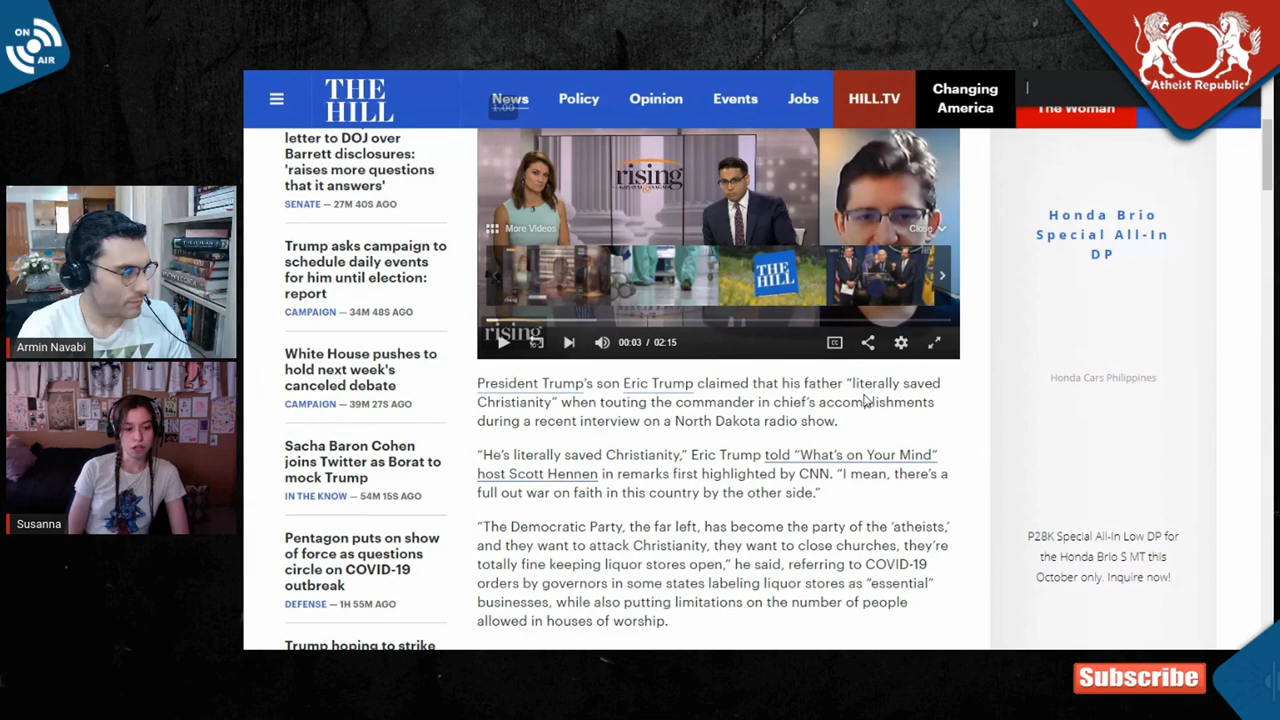 ON
AIR
Atheist Republic
THE
HILL
News
Policy
Opinion
Events
Jobs
HILL.TV
Changing
America
The Woman
1.00
letter to DOJ over
Barrett disclosures:
'raises more questions
that it answers'
SENATE — 27M 40S AGO
Trump asks campaign to
schedule daily events
for him until election:
report
CAMPAIGN — 34M 48S AGO
White House pushes to
hold next week's
canceled debate
CAMPAIGN — 39M 27S AGO
Sacha Baron Cohen
joins Twitter as Borat to
mock Trump
IN THE KNOW — 54M 15S AGO
Pentagon puts on show
of force as questions
circle on COVID-19
outbreak
DEFENSE — 1H 55M AGO
Trump hoping to strike
rising
More Videos
Close
THE
HILL
rising
00:03 / 02:15
President Trump's son Eric Trump claimed that his father “literally saved
Christianity” when touting the commander in chief's accomplishments
during a recent interview on a North Dakota radio show.
“He's literally saved Christianity,” Eric Trump told “What's on Your Mind”
host Scott Hennen in remarks first highlighted by CNN. “I mean, there's a
full out war on faith in this country by the other side.”
“The Democratic Party, the far left, has become the party of the ‘atheists,’
and they want to attack Christianity, they want to close churches, they're
totally fine keeping liquor stores open,” he said, referring to COVID-19
orders by governors in some states labeling liquor stores as “essential”
businesses, while also putting limitations on the number of people
allowed in houses of worship.
Honda Brio
Special All-In
DP
Honda Cars Philippines
P28K Special All-In Low DP for
the Honda Brio S MT this
October only. Inquire now!
Armin Navabi
Susanna
Subscribe